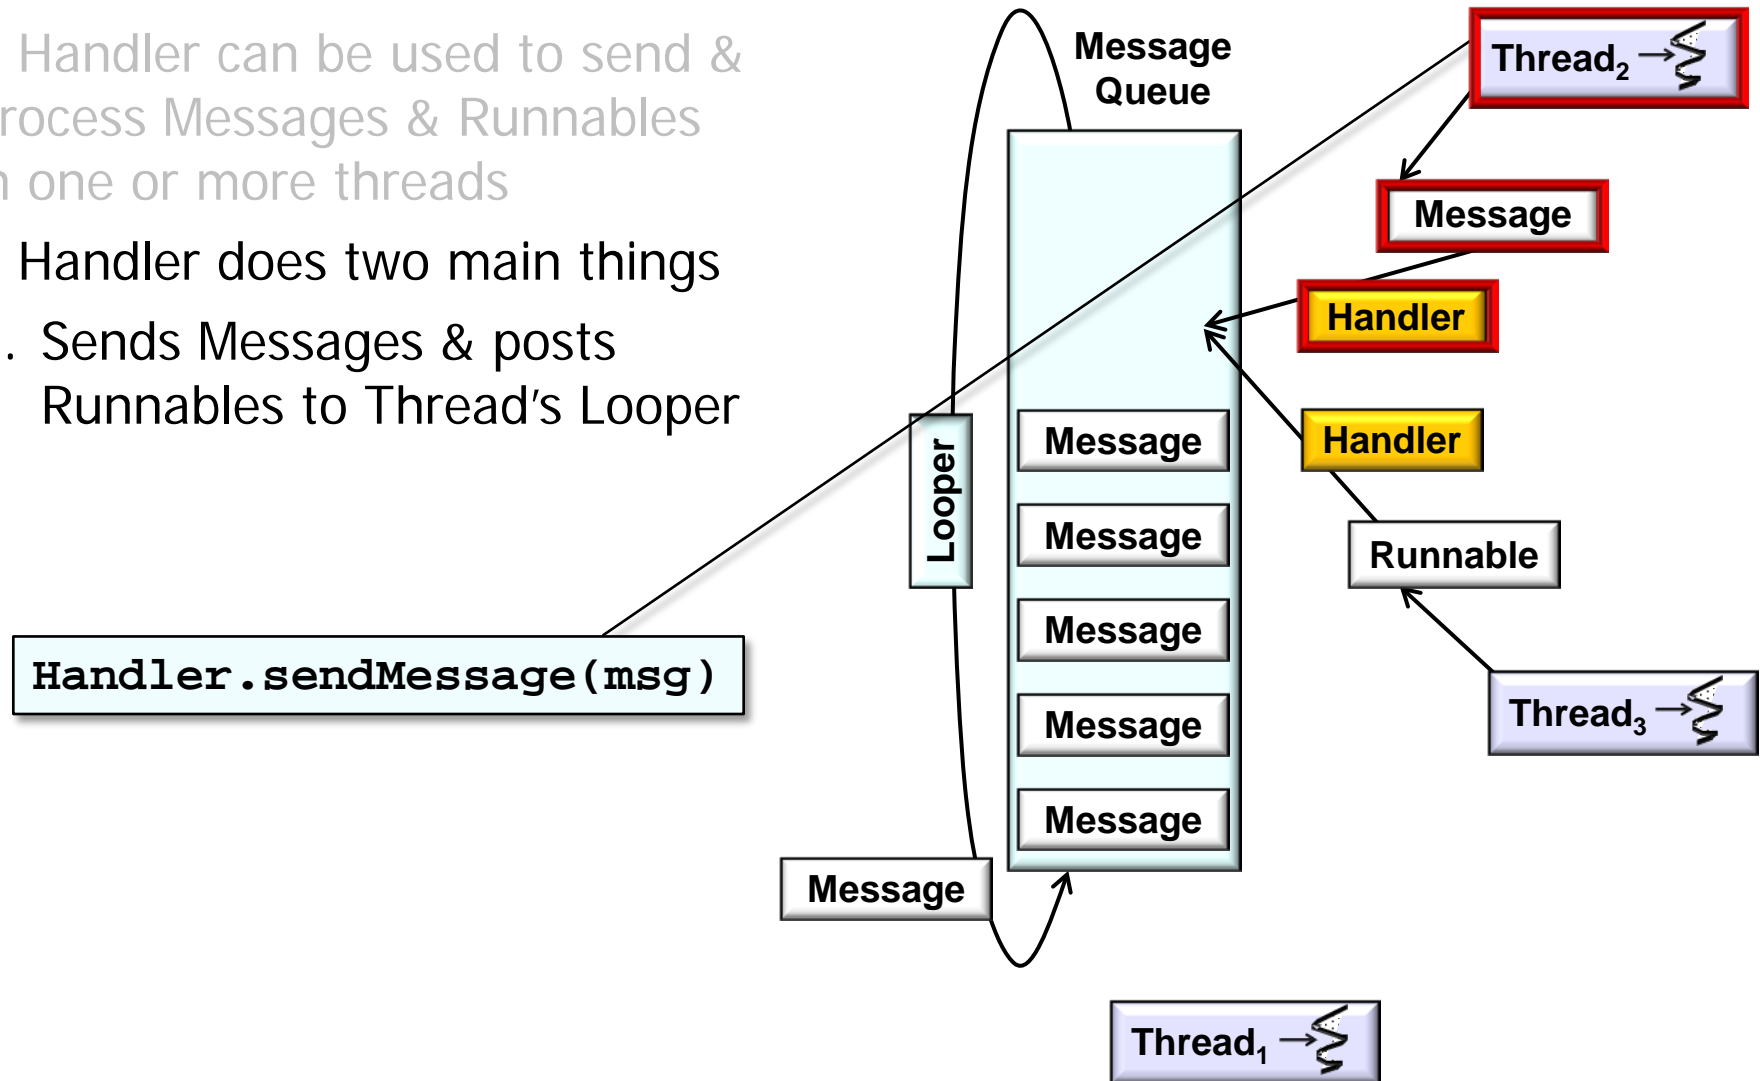 Handler can be used to send &
rocess Messages & Runnables
n one or more threads
Handler does two main things
. Sends Messages & posts
Runnables to Thread's Looper
Handler.sendMessage(msg)
Message
Queue
Thread2
Message
Handler
Handler
Runnable
Thread3
Looper
Message
Message
Message
Message
Message
Message
Thread1